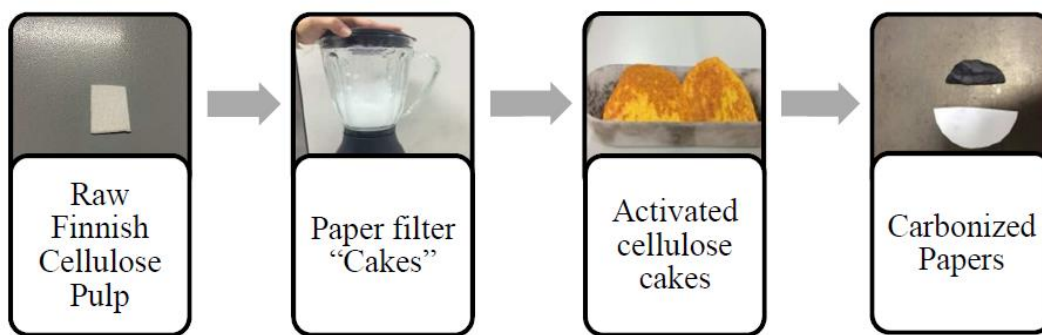 Raw
Finnish
Cellulose
Pulp
Paper filter
“Cakes”
Activated
cellulose
cakes
Carbonized
Papers